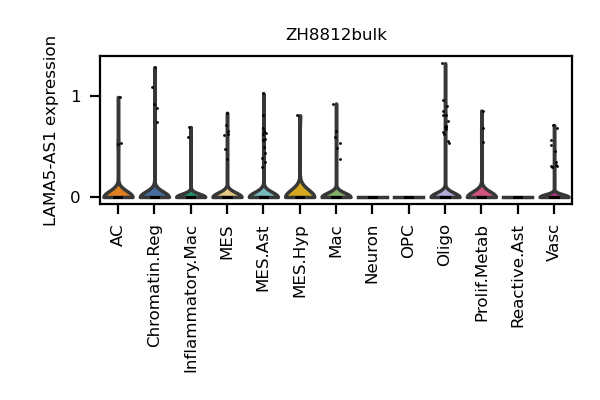 ZH8812bulk
LAMA5-AS1 expression
1
0
AC
Chromatin.Reg
Inflammatory.Mac
MES
MES.Ast
MES.Hyp
Mac
Neuron
OPC
Oligo
Prolif.Metab
Reactive.Ast
Vasc